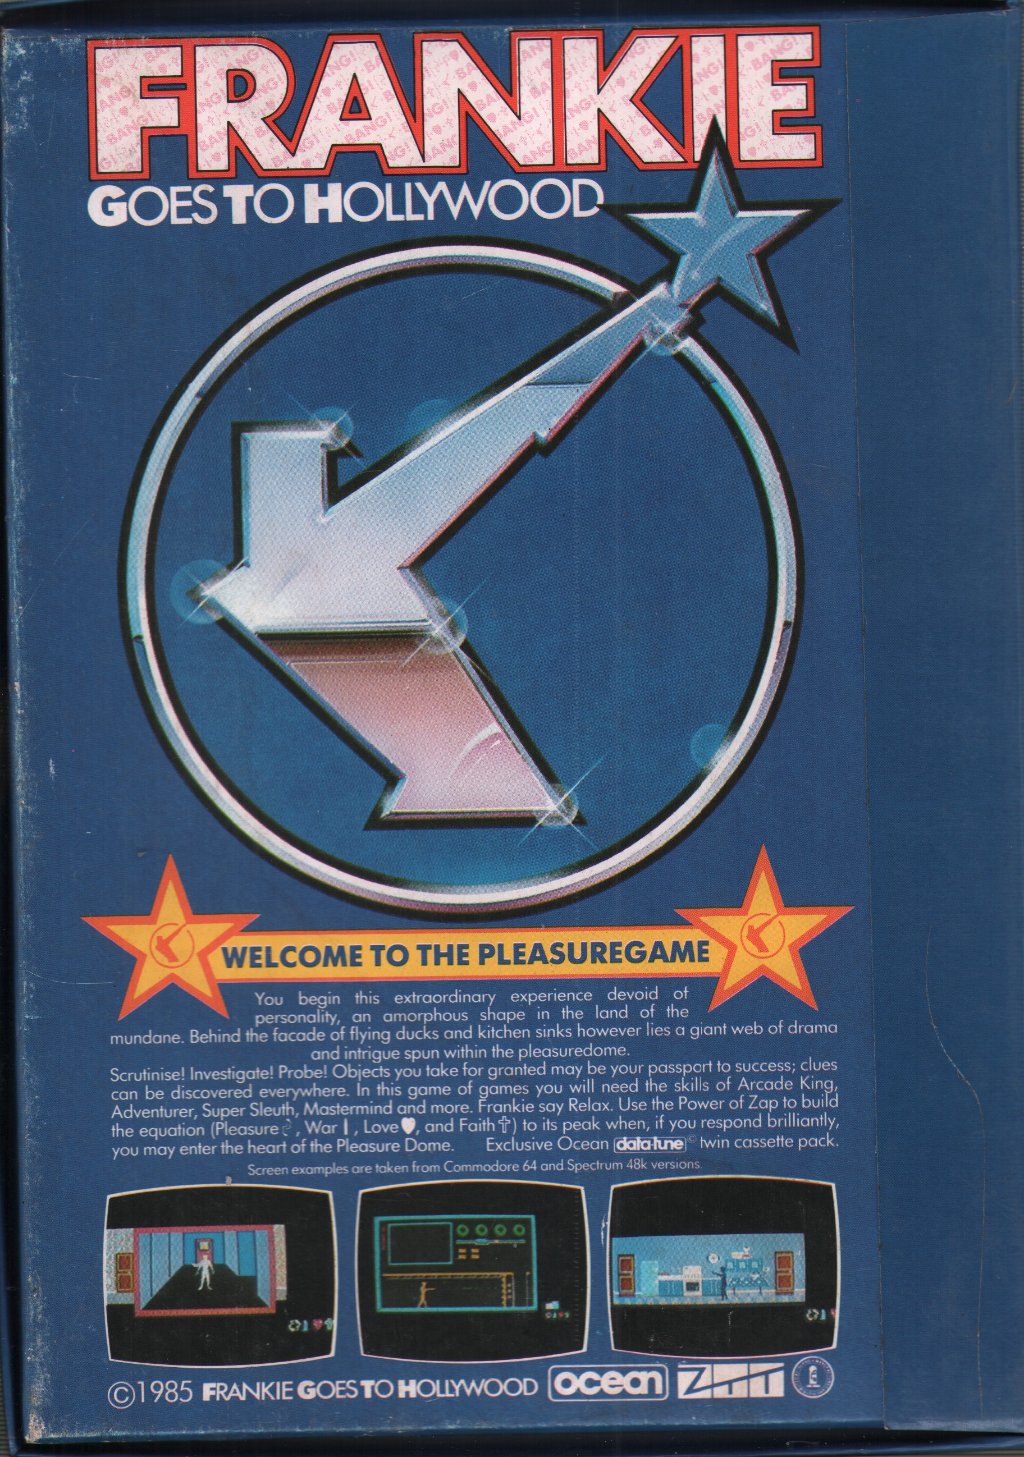 FRANKIE
GOES TO HOLLYWOOD
WELCOME TO THE PLEASUREGAME
You begin this extraordinary experience devoid of
personality, an amorphous shape in the land of the
mundane. Behind the facade of flying ducks and kitchen sinks however lies a giant web of drama
and intrigue spun within the pleasuredome.
Scrutinise! Investigate! Probe! Objects you take for granted may be your passport to success; clues
can be discovered everywhere. In this game of games you will need the skills of Arcade King,
Adventurer, Super Sleuth, Mastermind and more. Frankie say Relax. Use the Power of Zap to build
the equation (Pleasure , War , Love ♥, and Faith ✝) to its peak when, if you respond brilliantly,
you may enter the heart of the Pleasure Dome. Exclusive Ocean data-tune © twin cassette pack.
Screen examples are taken from Commodore 64 and Spectrum 48k versions.
©1985 FRANKIE GOES TO HOLLYWOOD ocean ZTT